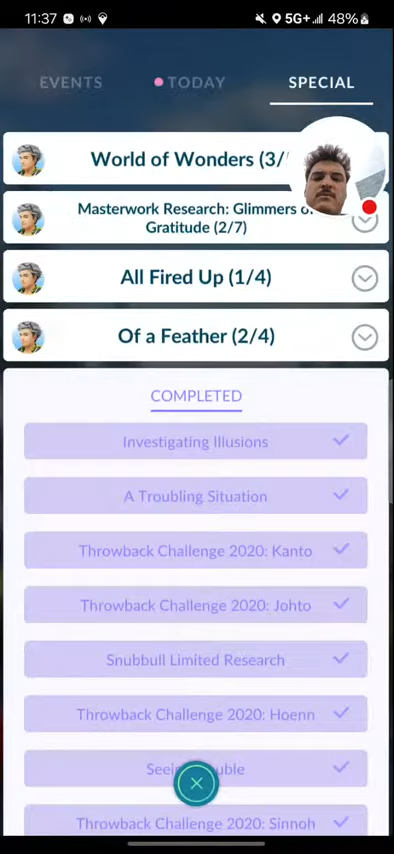 11:37 5G+ 48%
EVENTS TODAY SPECIAL
World of Wonders (3/
Masterwork Research: Glimmers
Gratitude (2/7)
All Fired Up (1/4)
Of a Feather (2/4)
COMPLETED
Investigating Illusions
A Troubling Situation
Throwback Challenge 2020: Kanto
Throwback Challenge 2020: Johto
Snubbull Limited Research
Throwback Challenge 2020: Hoenn
Throwback Challenge 2020: Sinnoh